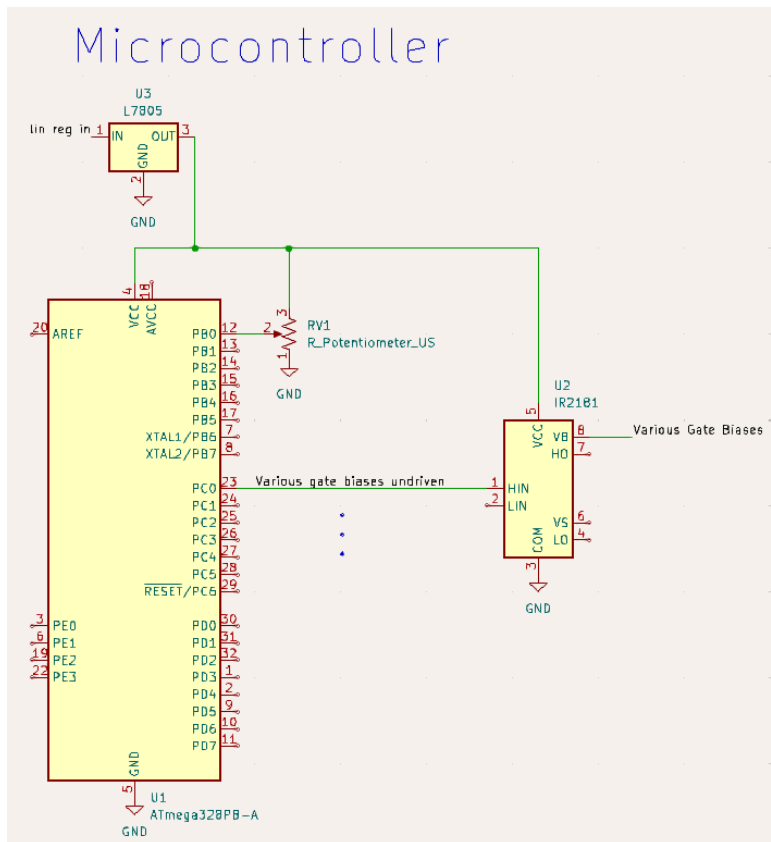 Microcontroller
U3
L7805
lin reg in 1 IN OUT 3
GND
2
GND
4 18
VCC AVCC
20 AREF
PB0 12
PB1 13
PB2 14
PB3 15
PB4 16
PB5 17
XTAL1/PB6 7
XTAL2/PB7 8
2 3 1
RV1
R_Potentiometer_US
GND
PC0 23
PC1 24
PC2 25
PC3 26
PC4 27
PC5 28
RESET/PC6 29
Various gate biases undriven
U2
IR2181
5
VCC
1 HIN
2 LIN
VB 8
HO 7
VS 6
LO 4
COM
3
GND
Various Gate Biases
3 PE0
6 PE1
19 PE2
22 PE3
PD0 30
PD1 31
PD2 32
PD3 1
PD4 2
PD5 9
PD6 10
PD7 11
GND
5
GND
U1
ATmega328PB-A